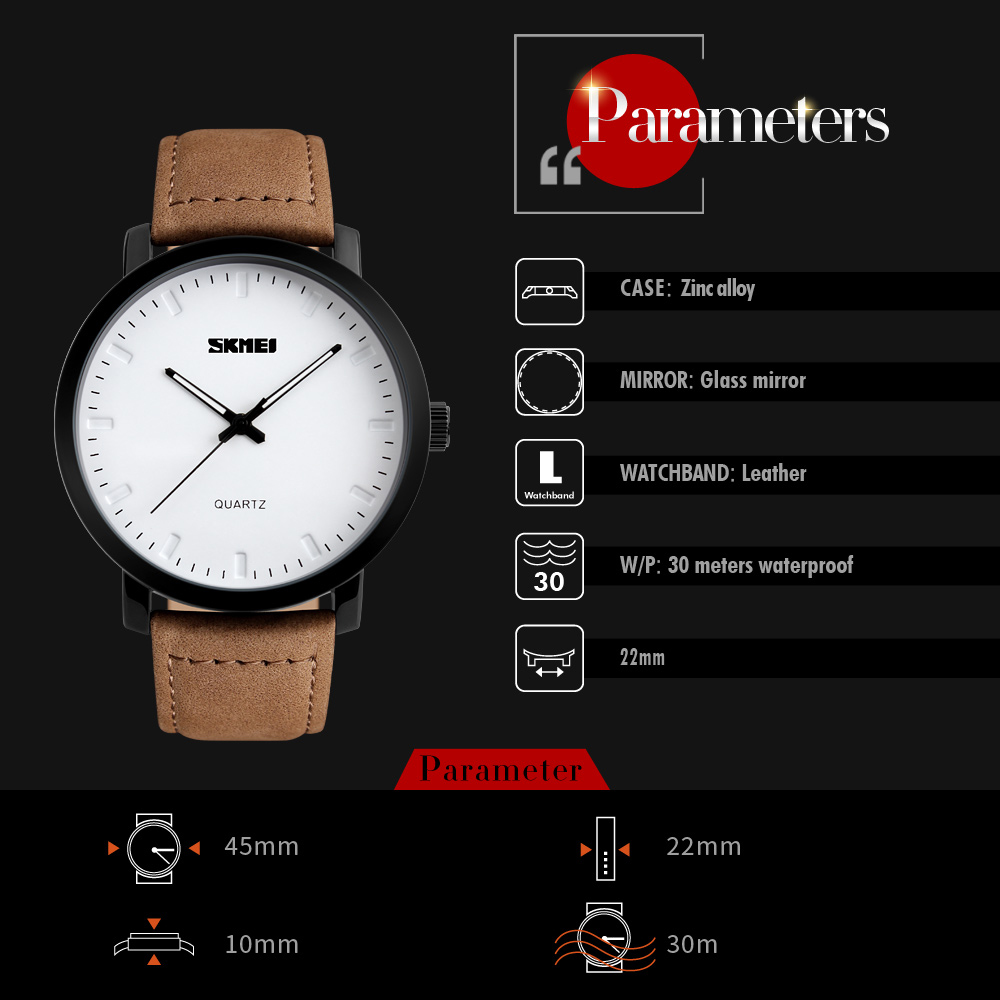 Parameters
“
SKMEI
QUARTZ
CASE: Zinc alloy
MIRROR: Glass mirror
L
Watchband
WATCHBAND: Leather
30
W/P: 30 meters waterproof
22mm
Parameter
45mm
22mm
10mm
30m